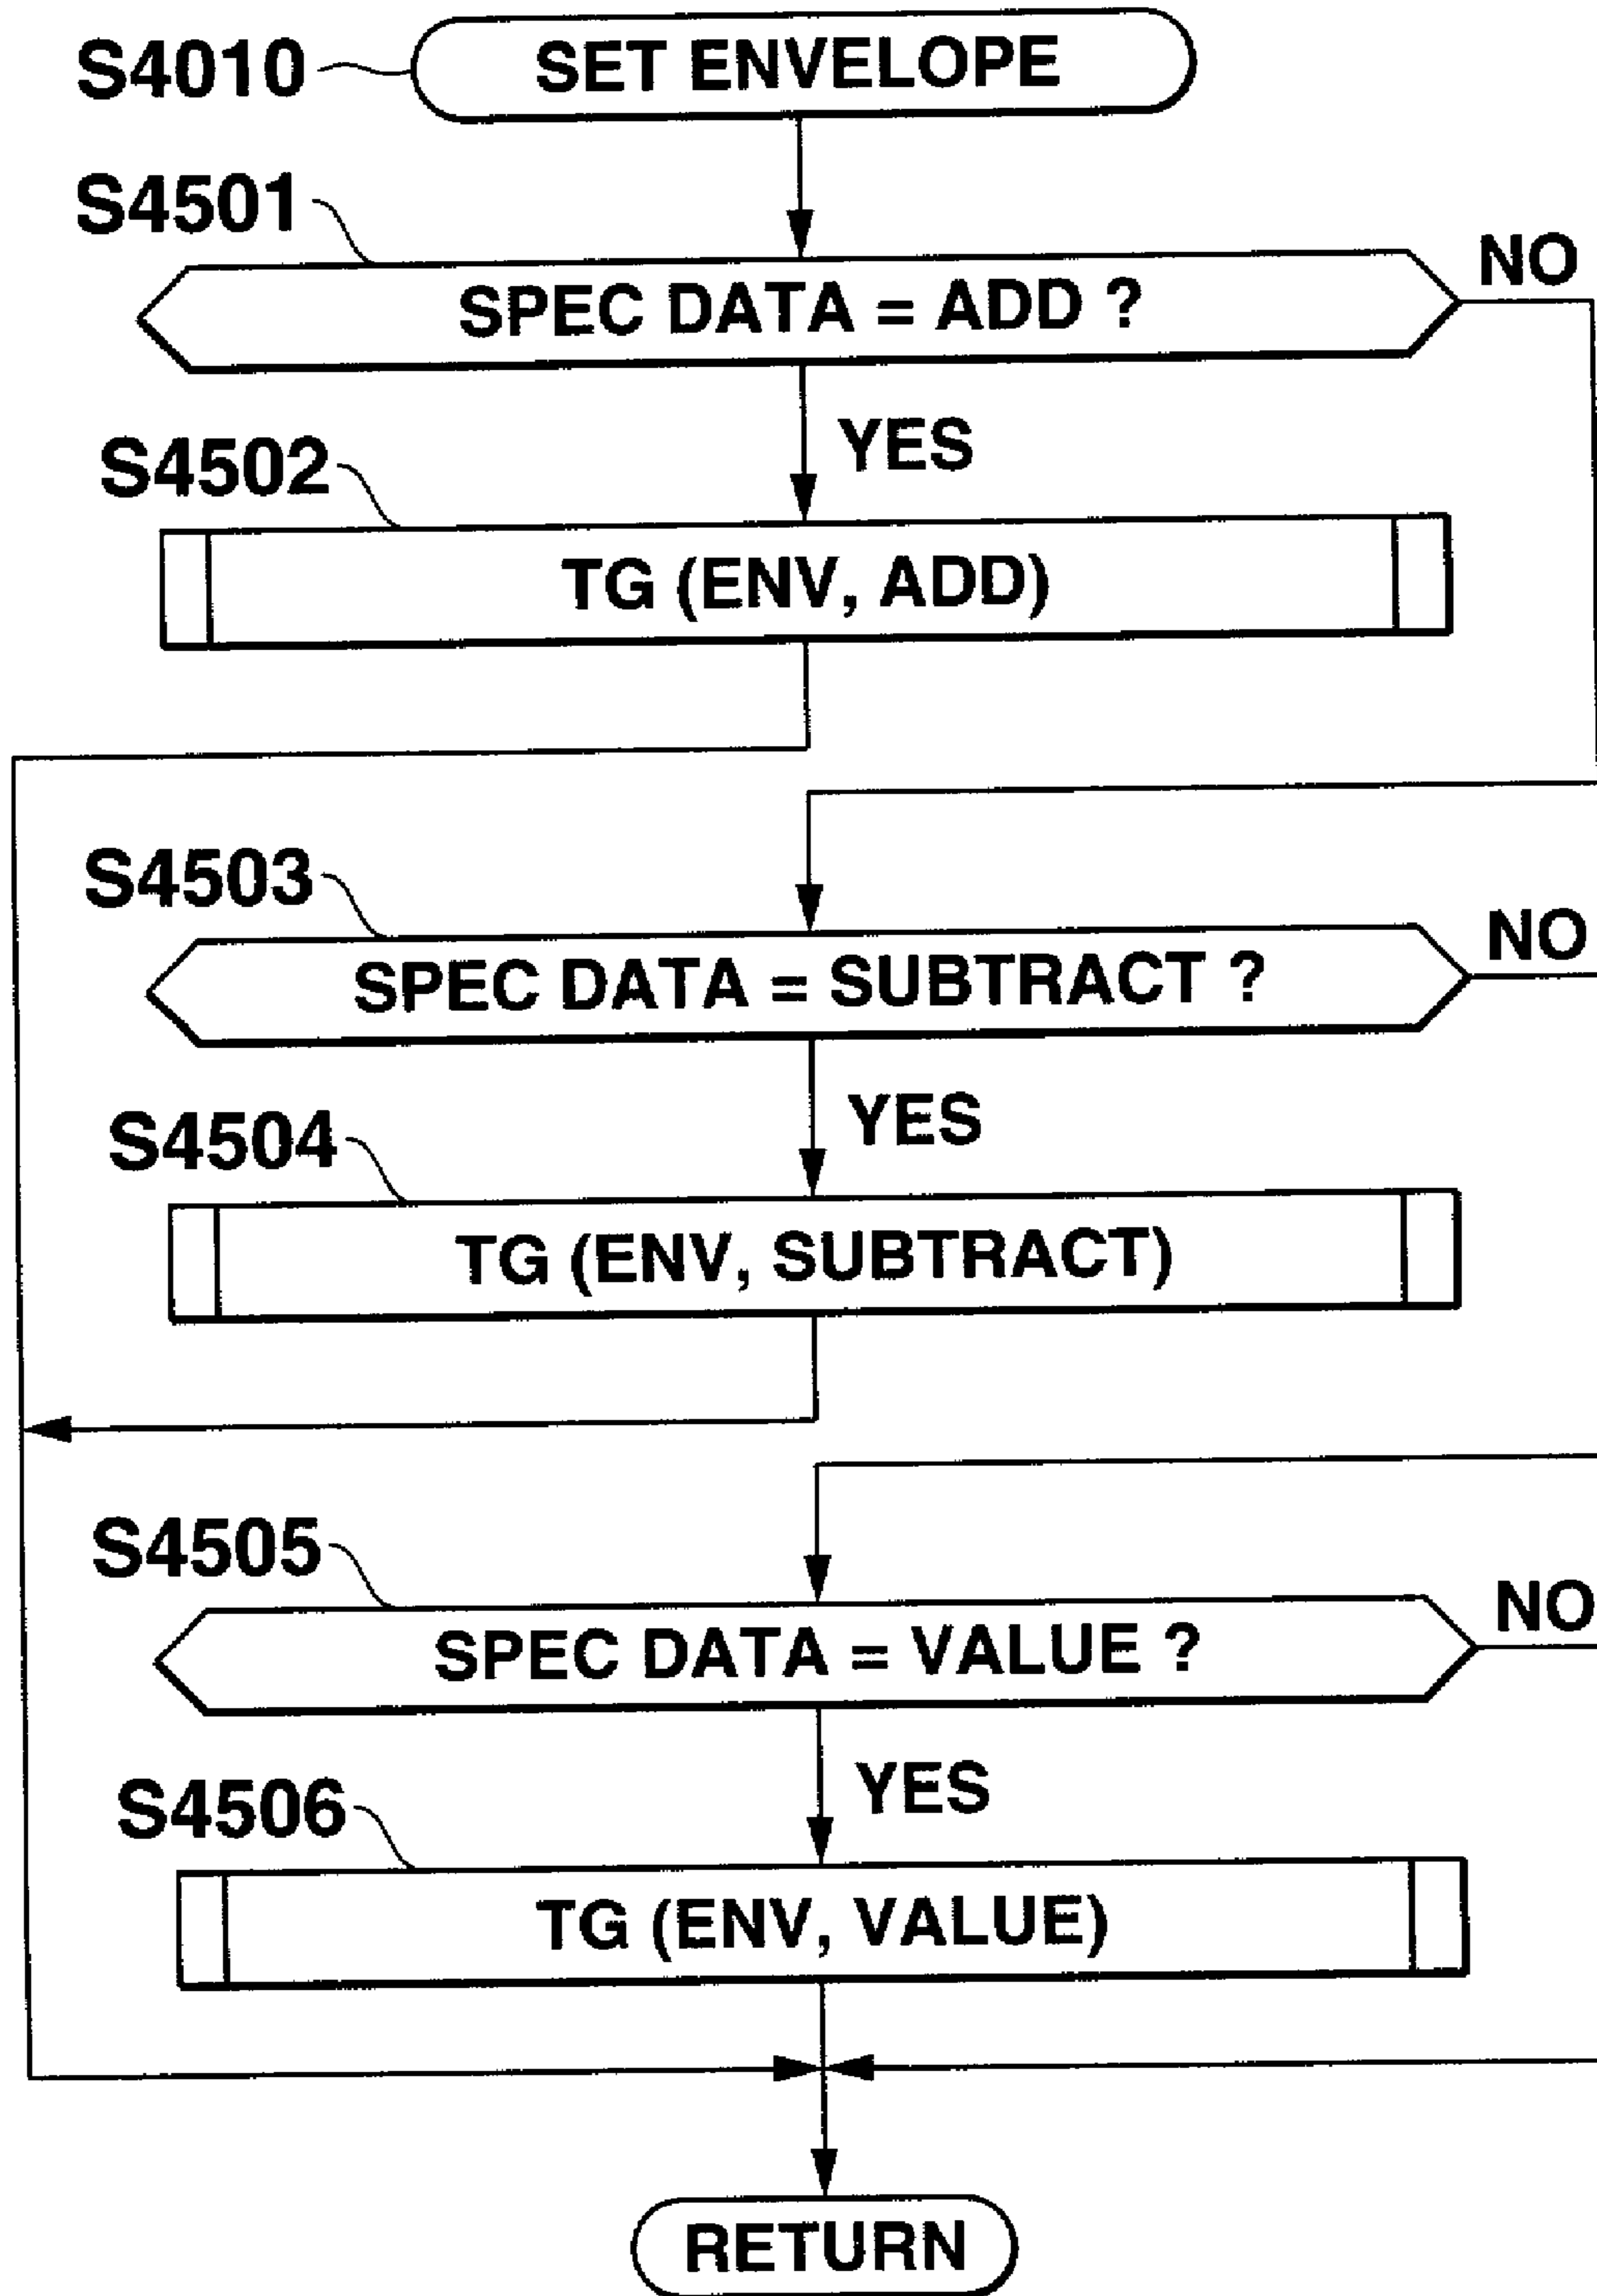 S4010 SET ENVELOPE
S4501
SPEC DATA = ADD ? NO
YES
S4502
TG (ENV, ADD)
S4503
SPEC DATA = SUBTRACT ? NO
YES
S4504
TG (ENV, SUBTRACT)
S4505
SPEC DATA = VALUE ? NO
YES
S4506
TG (ENV, VALUE)
RETURN